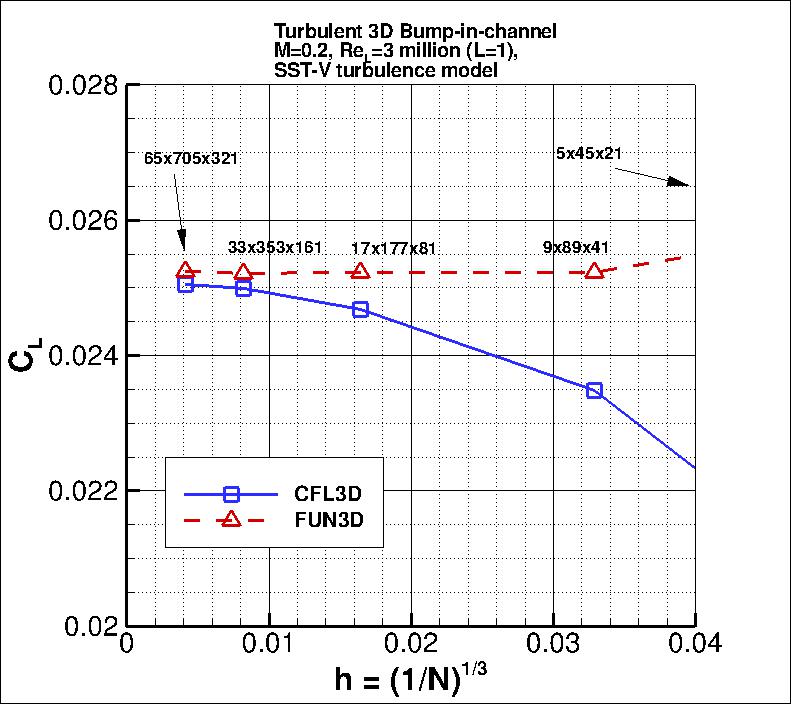 Turbulent 3D Bump-in-channel
M=0.2, Re_L=3 million (L=1),
SST-V turbulence model
0.028
65x705x321
5x45x21
0.026
33x353x161
17x177x81
9x89x41
C_L
0.024
0.022
CFL3D
FUN3D
0.02
0
0.01
0.02
0.03
0.04
h = (1/N)^1/3